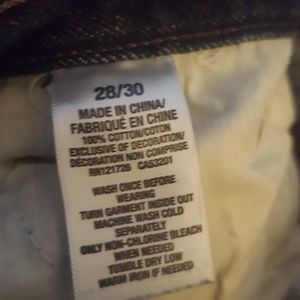 28/30
MADE IN CHINA/
FABRIQUÉ EN CHINE
100% COTTON/COTON
EXCLUSIVE OF DECORATION/
DÉCORATION NON COMPRISE
RN121726 CA53201
WASH ONCE BEFORE
WEARING
TURN GARMENT INSIDE OUT
MACHINE WASH COLD
SEPARATELY
ONLY NON-CHLORINE BLEACH
WHEN NEEDED
TUMBLE DRY LOW
WARM IRON IF NEEDED